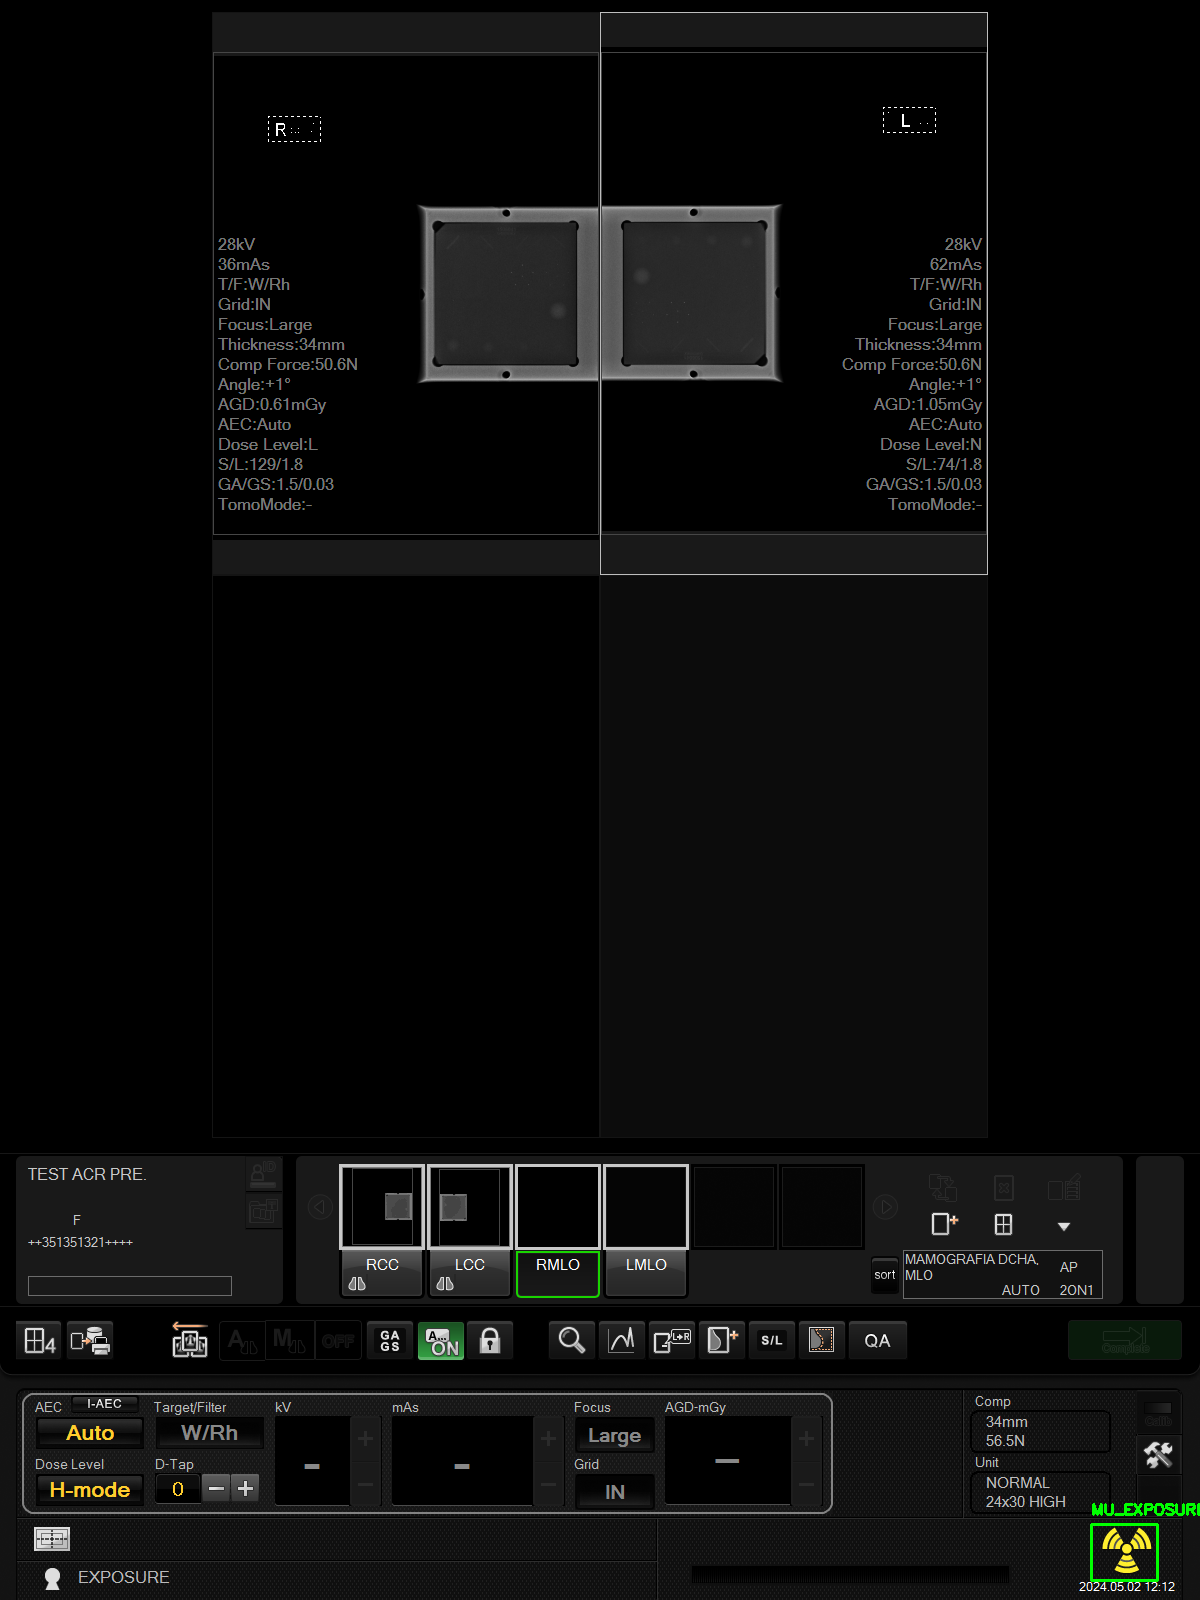 R
L
28kV
36mAs
T/F:W/Rh
Grid:IN
Focus:Large
Thickness:34mm
Comp Force:50.6N
Angle:+1°
AGD:0.61mGy
AEC:Auto
Dose Level:L
S/L:129/1.8
GA/GS:1.5/0.03
TomoMode:-
28kV
62mAs
T/F:W/Rh
Grid:IN
Focus:Large
Thickness:34mm
Comp Force:50.6N
Angle:+1°
AGD:1.05mGy
AEC:Auto
Dose Level:N
S/L:74/1.8
GA/GS:1.5/0.03
TomoMode:-
TEST ACR PRE.
F
++351351321++++
RCC
LCC
RMLO
LMLO
sort
MAMOGRAFIA DCHA,
MLO
AP
AUTO
2ON1
4
A
M
OFF
GA
GS
A...
ON
L→R
S/L
QA
Complete
AEC
I-AEC
Auto
Target/Filter
W/Rh
kV
mAs
Focus
Large
AGD-mGy
Dose Level
H-mode
D-Tap
0
Grid
IN
Comp
34mm
56.5N
Unit
NORMAL
24x30 HIGH
MU_EXPOSURE
EXPOSURE
2024.05.02 12:12